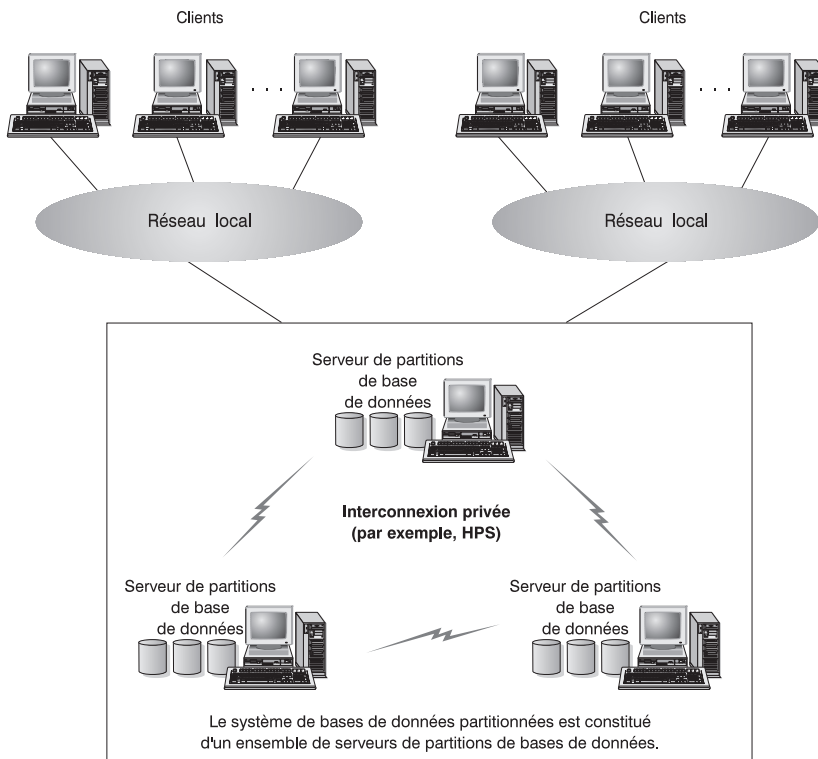 Clients
Clients
. . .
. . .
Réseau local
Réseau local
Serveur de partitions
de base
de données
Interconnexion privée
(par exemple, HPS)
Serveur de partitions
de base
de données
Serveur de partitions
de base
de données
Le système de bases de données partitionnées est constitué
d'un ensemble de serveurs de partitions de bases de données.